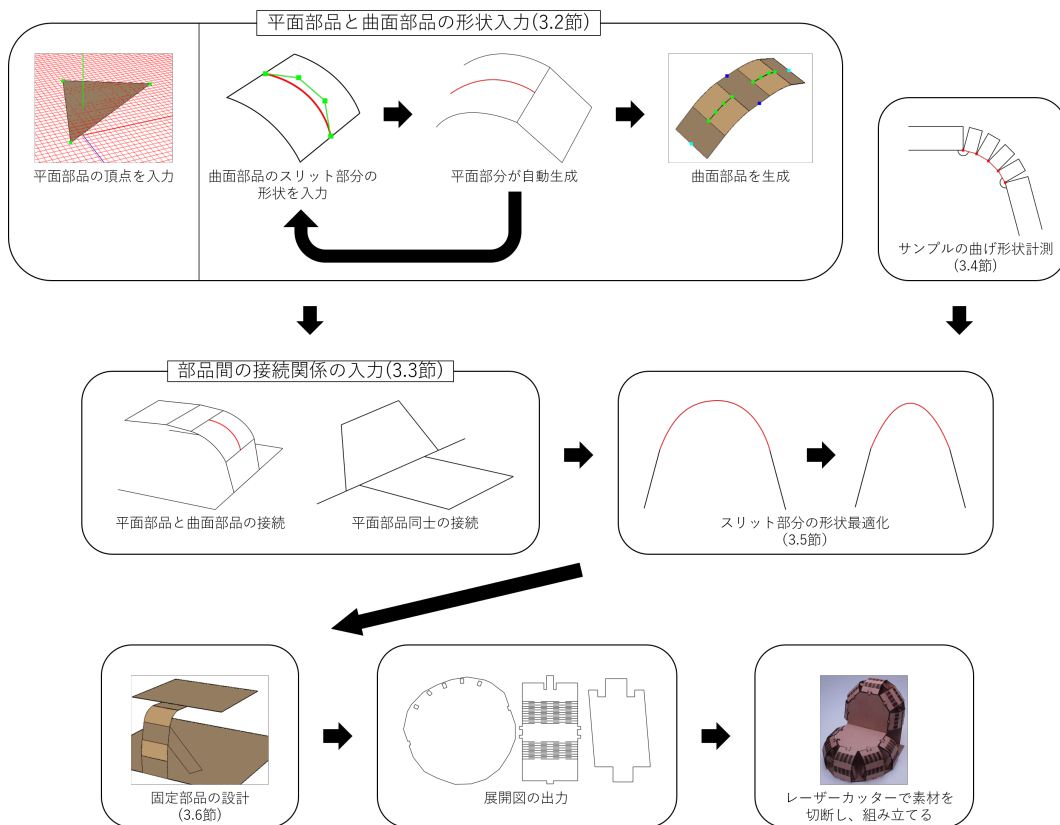 平面部品と曲面部品の形状入力(3.2節)
平面部品の頂点を入力
曲面部品のスリット部分の
形状を入力
平面部分が自動生成
曲面部品を生成
サンプルの曲げ形状計測
(3.4節)
部品間の接続関係の入力(3.3節)
平面部品と曲面部品の接続
平面部品同士の接続
スリット部分の形状最適化
(3.5節)
固定部品の設計
(3.6節)
展開図の出力
レーザーカッターで素材を
切断し、組み立てる